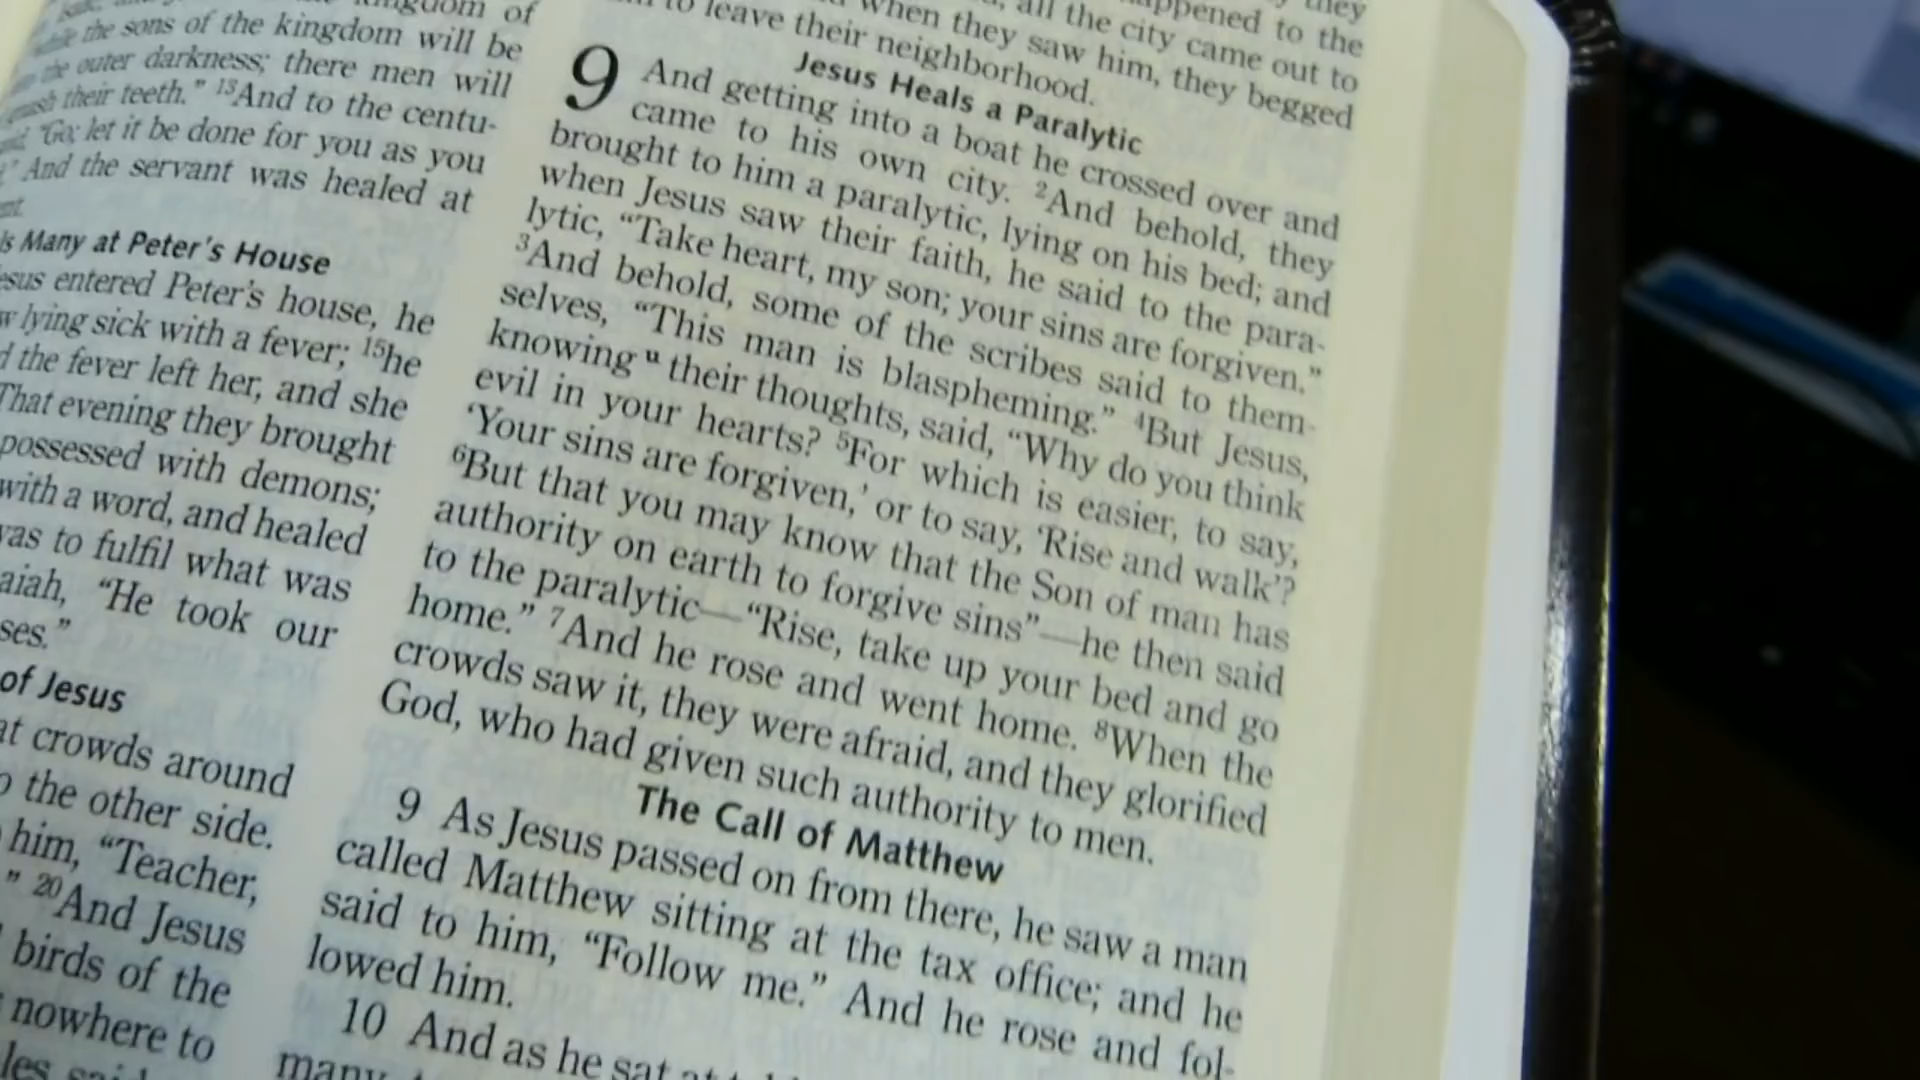 kingdom of
the sons of the kingdom will be
the outer darkness; there men will
gnash their teeth.” 13And to the centu-
“Go; let it be done for you as you
And the servant was healed at
Many at Peter’s House
entered Peter’s house, he
lying sick with a fever; 15he
the fever left her, and she
That evening they brought
possessed with demons;
with a word, and healed
was to fulfil what was
“He took our
of Jesus
crowds around
the other side.
him, “Teacher,
” 20And Jesus
birds of the
nowhere to
they
happened to the
all the city came out to
when they saw him, they begged
to leave their neighborhood.
Jesus Heals a Paralytic
9 And getting into a boat he crossed over and
came to his own city. 2And behold, they
brought to him a paralytic, lying on his bed; and
when Jesus saw their faith, he said to the para-
lytic, “Take heart, my son; your sins are forgiven.”
3And behold, some of the scribes said to them-
selves, “This man is blaspheming.” 4But Jesus,
knowing u their thoughts, said, “Why do you think
evil in your hearts? 5For which is easier, to say,
‘Your sins are forgiven,’ or to say, ‘Rise and walk’?
6But that you may know that the Son of man has
authority on earth to forgive sins”—he then said
to the paralytic—“Rise, take up your bed and go
home.” 7And he rose and went home. 8When the
crowds saw it, they were afraid, and they glorified
God, who had given such authority to men.
The Call of Matthew
9 As Jesus passed on from there, he saw a man
called Matthew sitting at the tax office; and he
said to him, “Follow me.” And he rose and fol-
lowed him.
10 And as he sat at
many